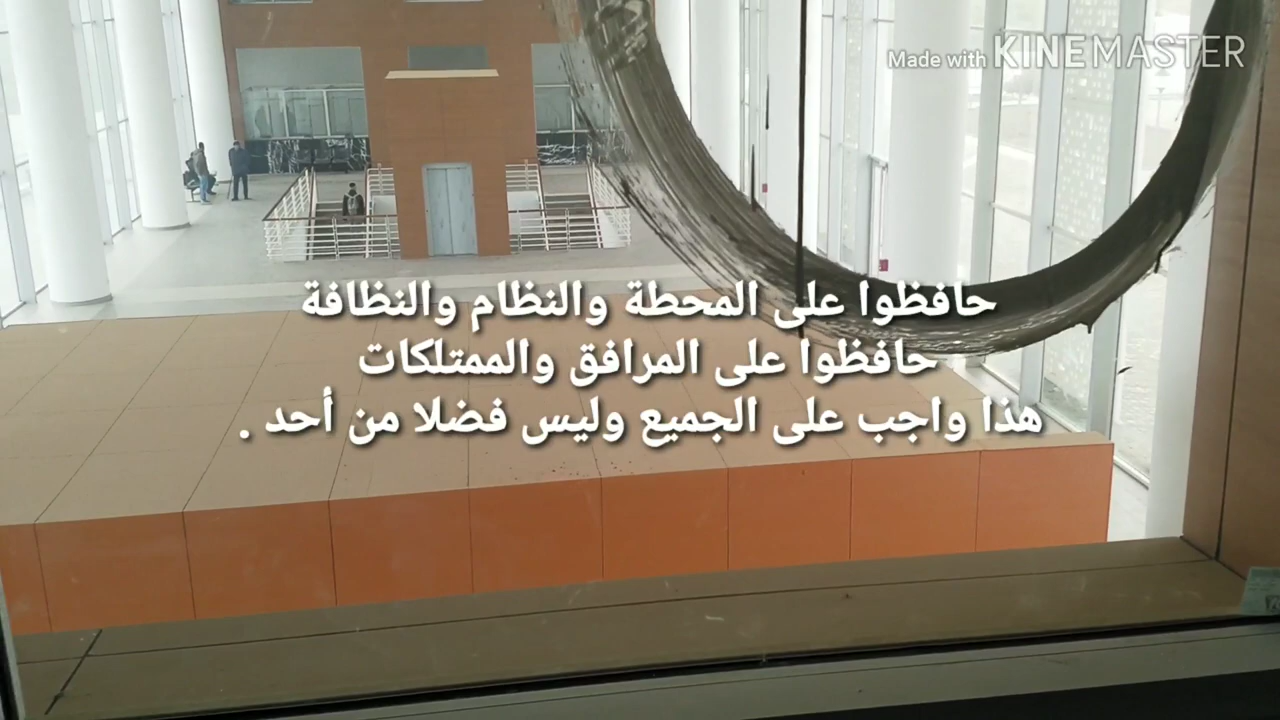 Made with KINEMASTER
حافظوا على المحطة والنظام والنظافة
حافظوا على المرافق والممتلكات
هذا واجب على الجميع وليس فضلا من أحد .